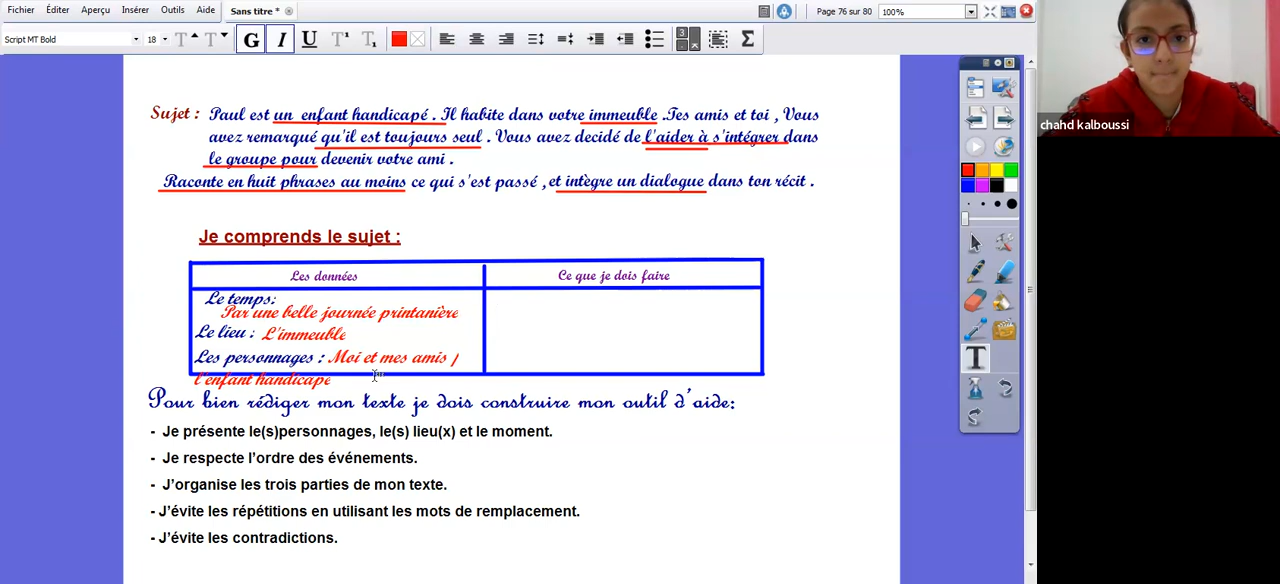 Fichier Éditer Aperçu Insérer Outils Aide Sans titre * Page 76 sur 80 100%
Script MT Bold 18 G I U
chahd kalboussi
Sujet : Paul est un enfant handicapé . Il habite dans votre immeuble .Tes amis et toi , Vous
avez remarqué qu'il est toujours seul . Vous avez décidé de l'aider à s'intégrer dans
le groupe pour devenir votre ami .
Raconte en huit phrases au moins ce qui s'est passé ,et intègre un dialogue dans ton récit .
Je comprends le sujet :
Les données Ce que je dois faire
Le temps:
Par une belle journée printanière
Le lieu : L'immeuble
Les personnages : Moi et mes amis /
l'enfant handicapé
Pour bien rédiger mon texte je dois construire mon outil d'aide:
- Je présente le(s)personnages, le(s) lieu(x) et le moment.
- Je respecte l'ordre des événements.
- J'organise les trois parties de mon texte.
- J'évite les répétitions en utilisant les mots de remplacement.
- J'évite les contradictions.